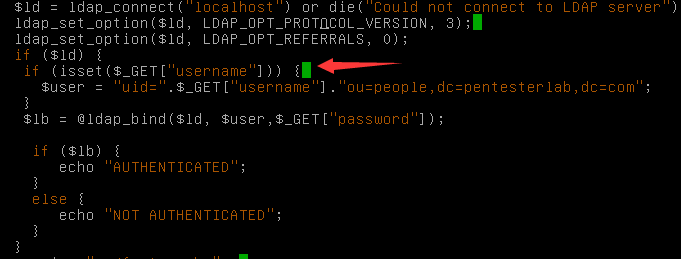 $ld = ldap_connect("localhost") or die("Could not connect to LDAP server")
ldap_set_option($ld, LDAP_OPT_PROTOCOL_VERSION, 3);
ldap_set_option($ld, LDAP_OPT_REFERRALS, 0);
if ($ld) {
if (isset($_GET["username"])) {
$user = "uid=".$_GET["username"]."ou=people,dc=pentesterlab,dc=com";
}
$lb = @ldap_bind($ld, $user,$_GET["password"]);
if ($lb) {
echo "AUTHENTICATED";
}
else {
echo "NOT AUTHENTICATED";
}
}